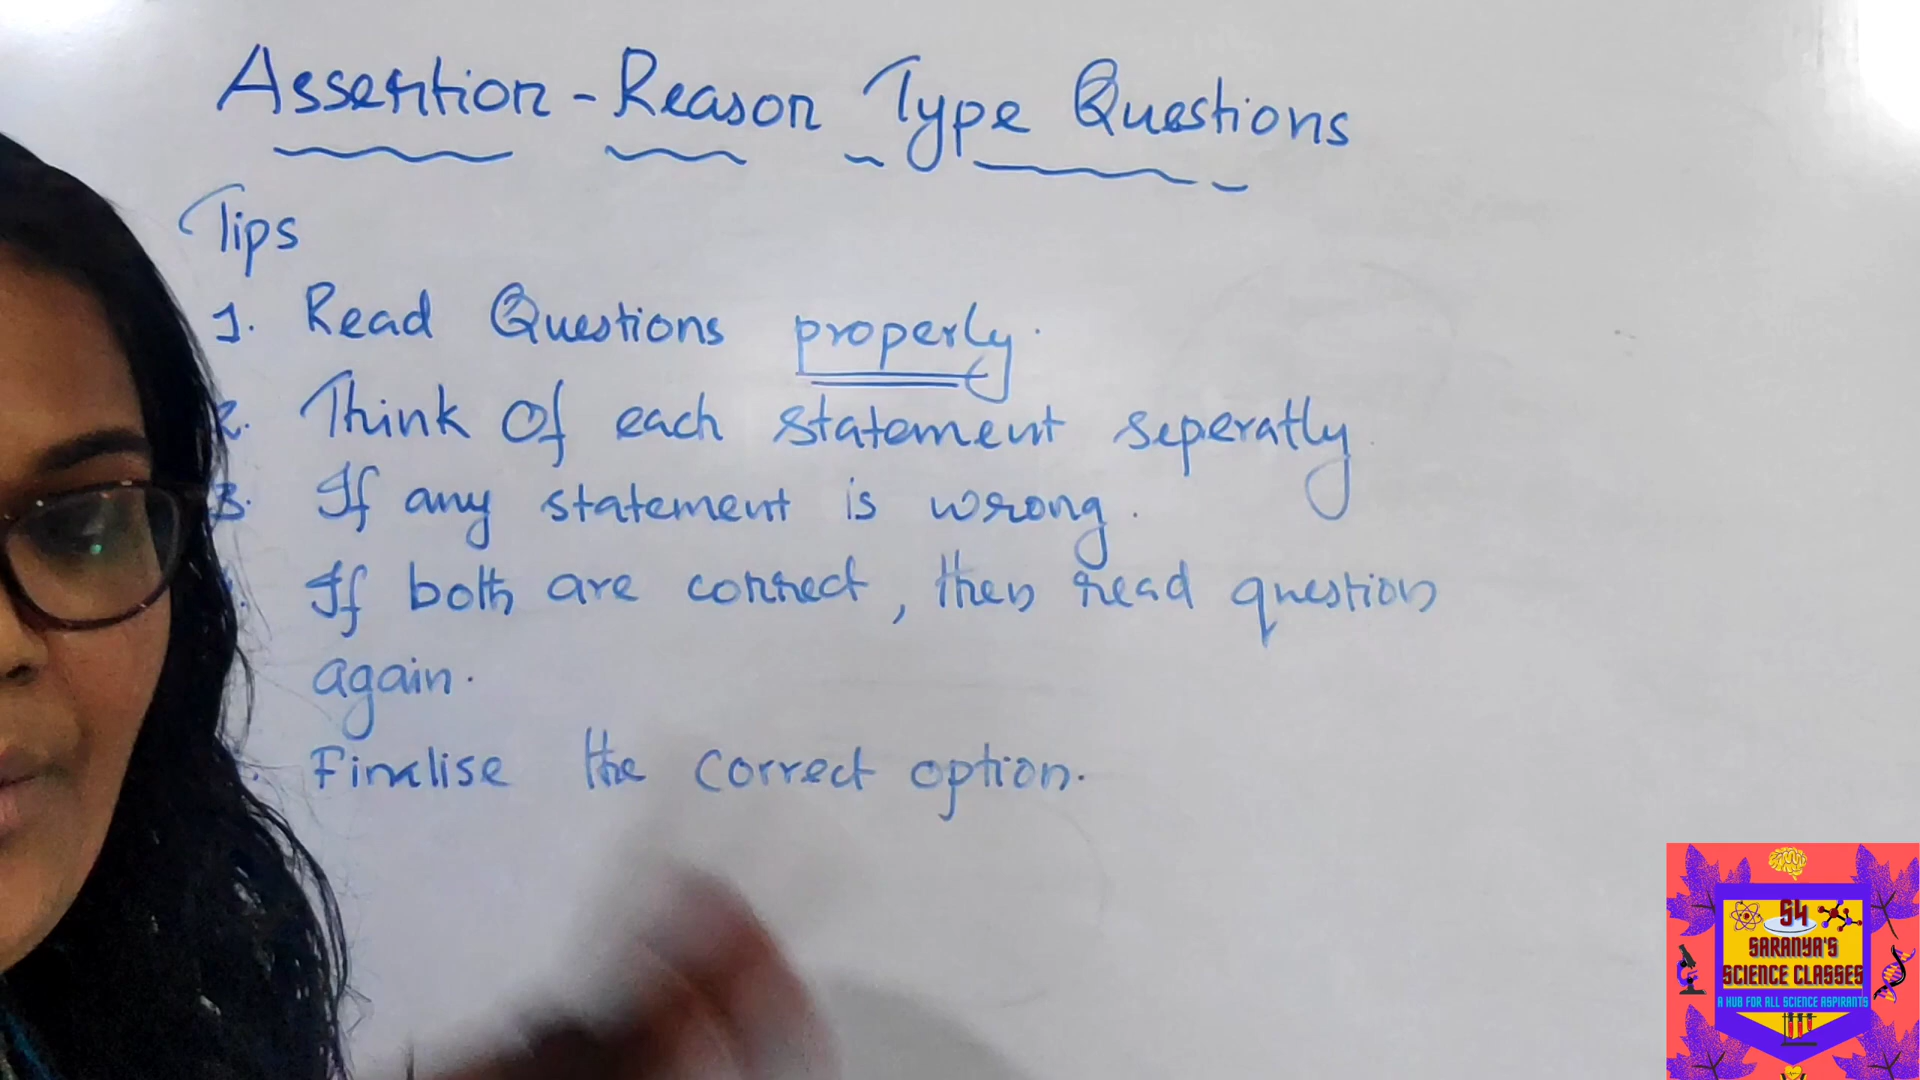 Assertion - Reason Type Questions
Tips
1. Read Questions properly.
2. Think Of each statement seperatly
3. If any statement is wrong.
If both are correct, then read question
again.
Finalise the correct option.
S4
SARANYA'S
SCIENCE CLASSES
A HUB FOR ALL SCIENCE ASPIRANTS